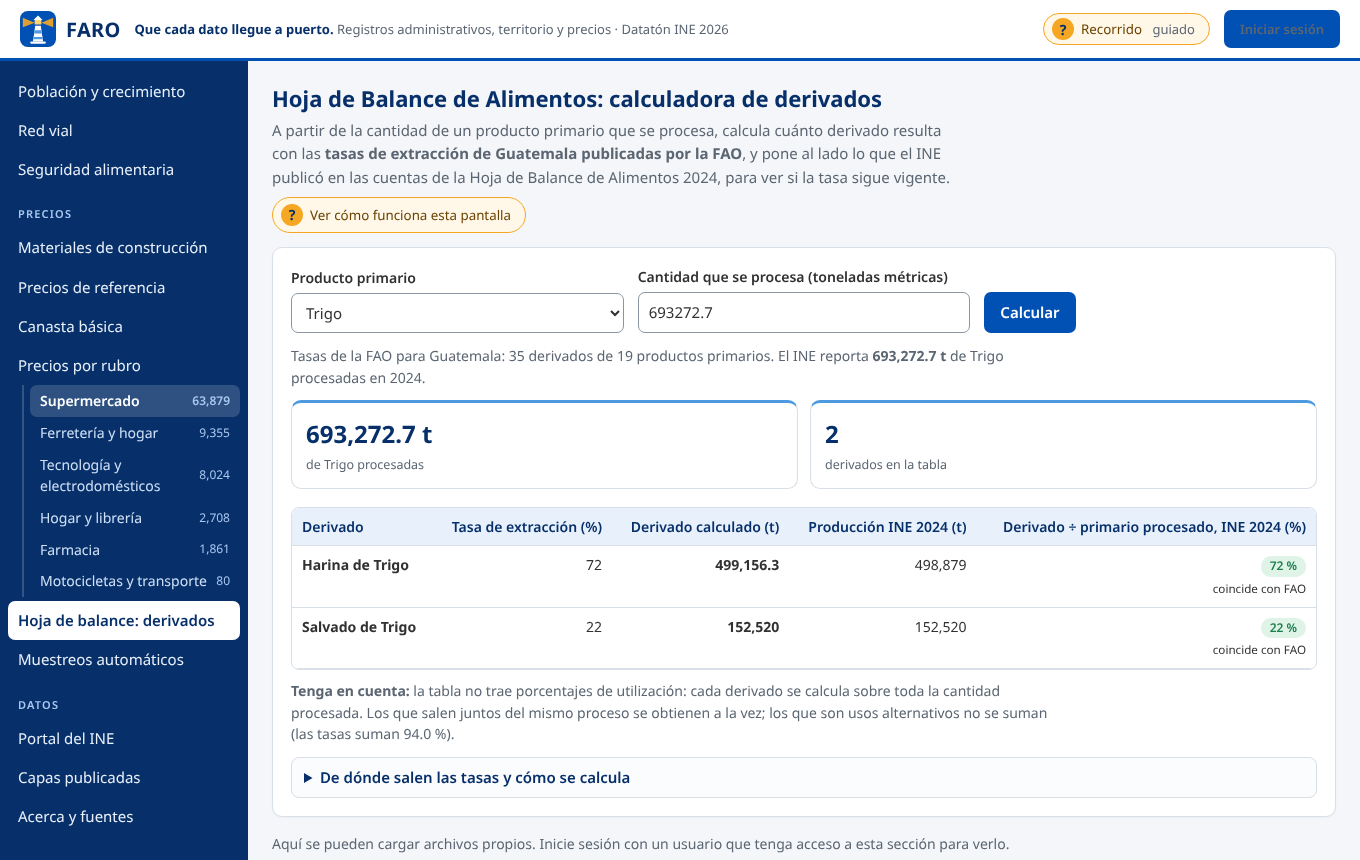 FARO
Que cada dato llegue a puerto. Registros administrativos, territorio y precios · Datatón INE 2026
? Recorrido guiado
Iniciar sesión
Población y crecimiento
Red vial
Seguridad alimentaria
PRECIOS
Materiales de construcción
Precios de referencia
Canasta básica
Precios por rubro
Supermercado 63,879
Ferretería y hogar 9,355
Tecnología y
electrodomésticos 8,024
Hogar y librería 2,708
Farmacia 1,861
Motocicletas y transporte 80
Hoja de balance: derivados
Muestreos automáticos
DATOS
Portal del INE
Capas publicadas
Acerca y fuentes
Hoja de Balance de Alimentos: calculadora de derivados
A partir de la cantidad de un producto primario que se procesa, calcula cuánto derivado resulta
con las tasas de extracción de Guatemala publicadas por la FAO, y pone al lado lo que el INE
publicó en las cuentas de la Hoja de Balance de Alimentos 2024, para ver si la tasa sigue vigente.
? Ver cómo funciona esta pantalla
Producto primario
Trigo
Cantidad que se procesa (toneladas métricas)
693272.7
Calcular
Tasas de la FAO para Guatemala: 35 derivados de 19 productos primarios. El INE reporta 693,272.7 t de Trigo
procesadas en 2024.
693,272.7 t
de Trigo procesadas
2
derivados en la tabla
Derivado Tasa de extracción (%) Derivado calculado (t) Producción INE 2024 (t) Derivado ÷ primario procesado, INE 2024 (%)
Harina de Trigo 72 499,156.3 498,879 72 %
coincide con FAO
Salvado de Trigo 22 152,520 152,520 22 %
coincide con FAO
Tenga en cuenta: la tabla no trae porcentajes de utilización: cada derivado se calcula sobre toda la cantidad
procesada. Los que salen juntos del mismo proceso se obtienen a la vez; los que son usos alternativos no se suman
(las tasas suman 94.0 %).
De dónde salen las tasas y cómo se calcula
Aquí se pueden cargar archivos propios. Inicie sesión con un usuario que tenga acceso a esta sección para verlo.